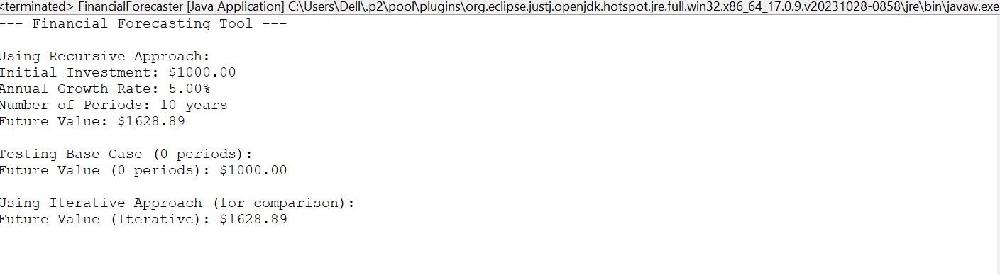 <terminated> FinancialForecaster [Java Application] C:\Users\Dell\.p2\pool\plugins\org.eclipse.justj.openjdk.hotspot.jre.full.win32.x86_64_17.0.9.v20231028-0858\jre\bin\javaw.exe
--- Financial Forecasting Tool ---
Using Recursive Approach:
Initial Investment: $1000.00
Annual Growth Rate: 5.00%
Number of Periods: 10 years
Future Value: $1628.89
Testing Base Case (0 periods):
Future Value (0 periods): $1000.00
Using Iterative Approach (for comparison):
Future Value (Iterative): $1628.89